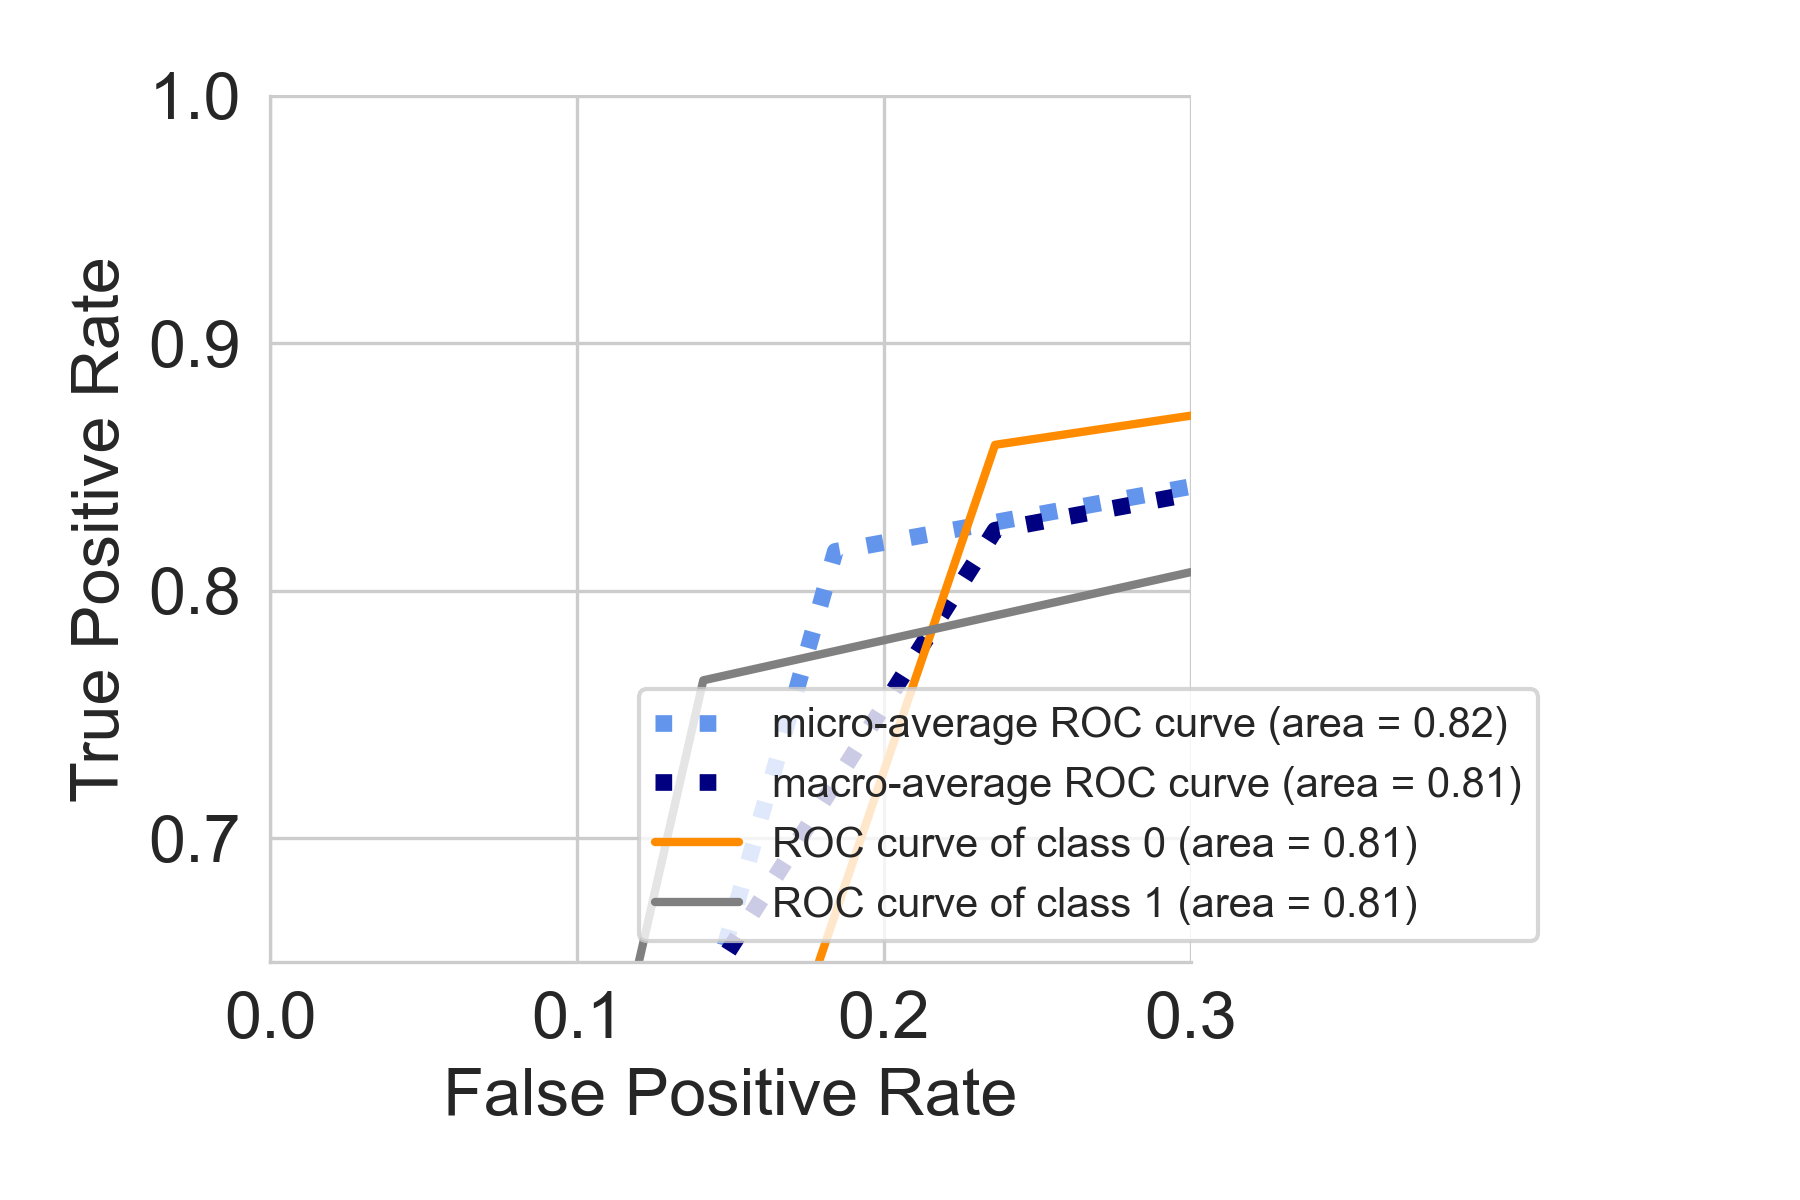 1.0
0.9
0.8
0.7
True Positive Rate
micro-average ROC curve (area = 0.82)
macro-average ROC curve (area = 0.81)
ROC curve of class 0 (area = 0.81)
ROC curve of class 1 (area = 0.81)
0.0 0.1 0.2 0.3
False Positive Rate